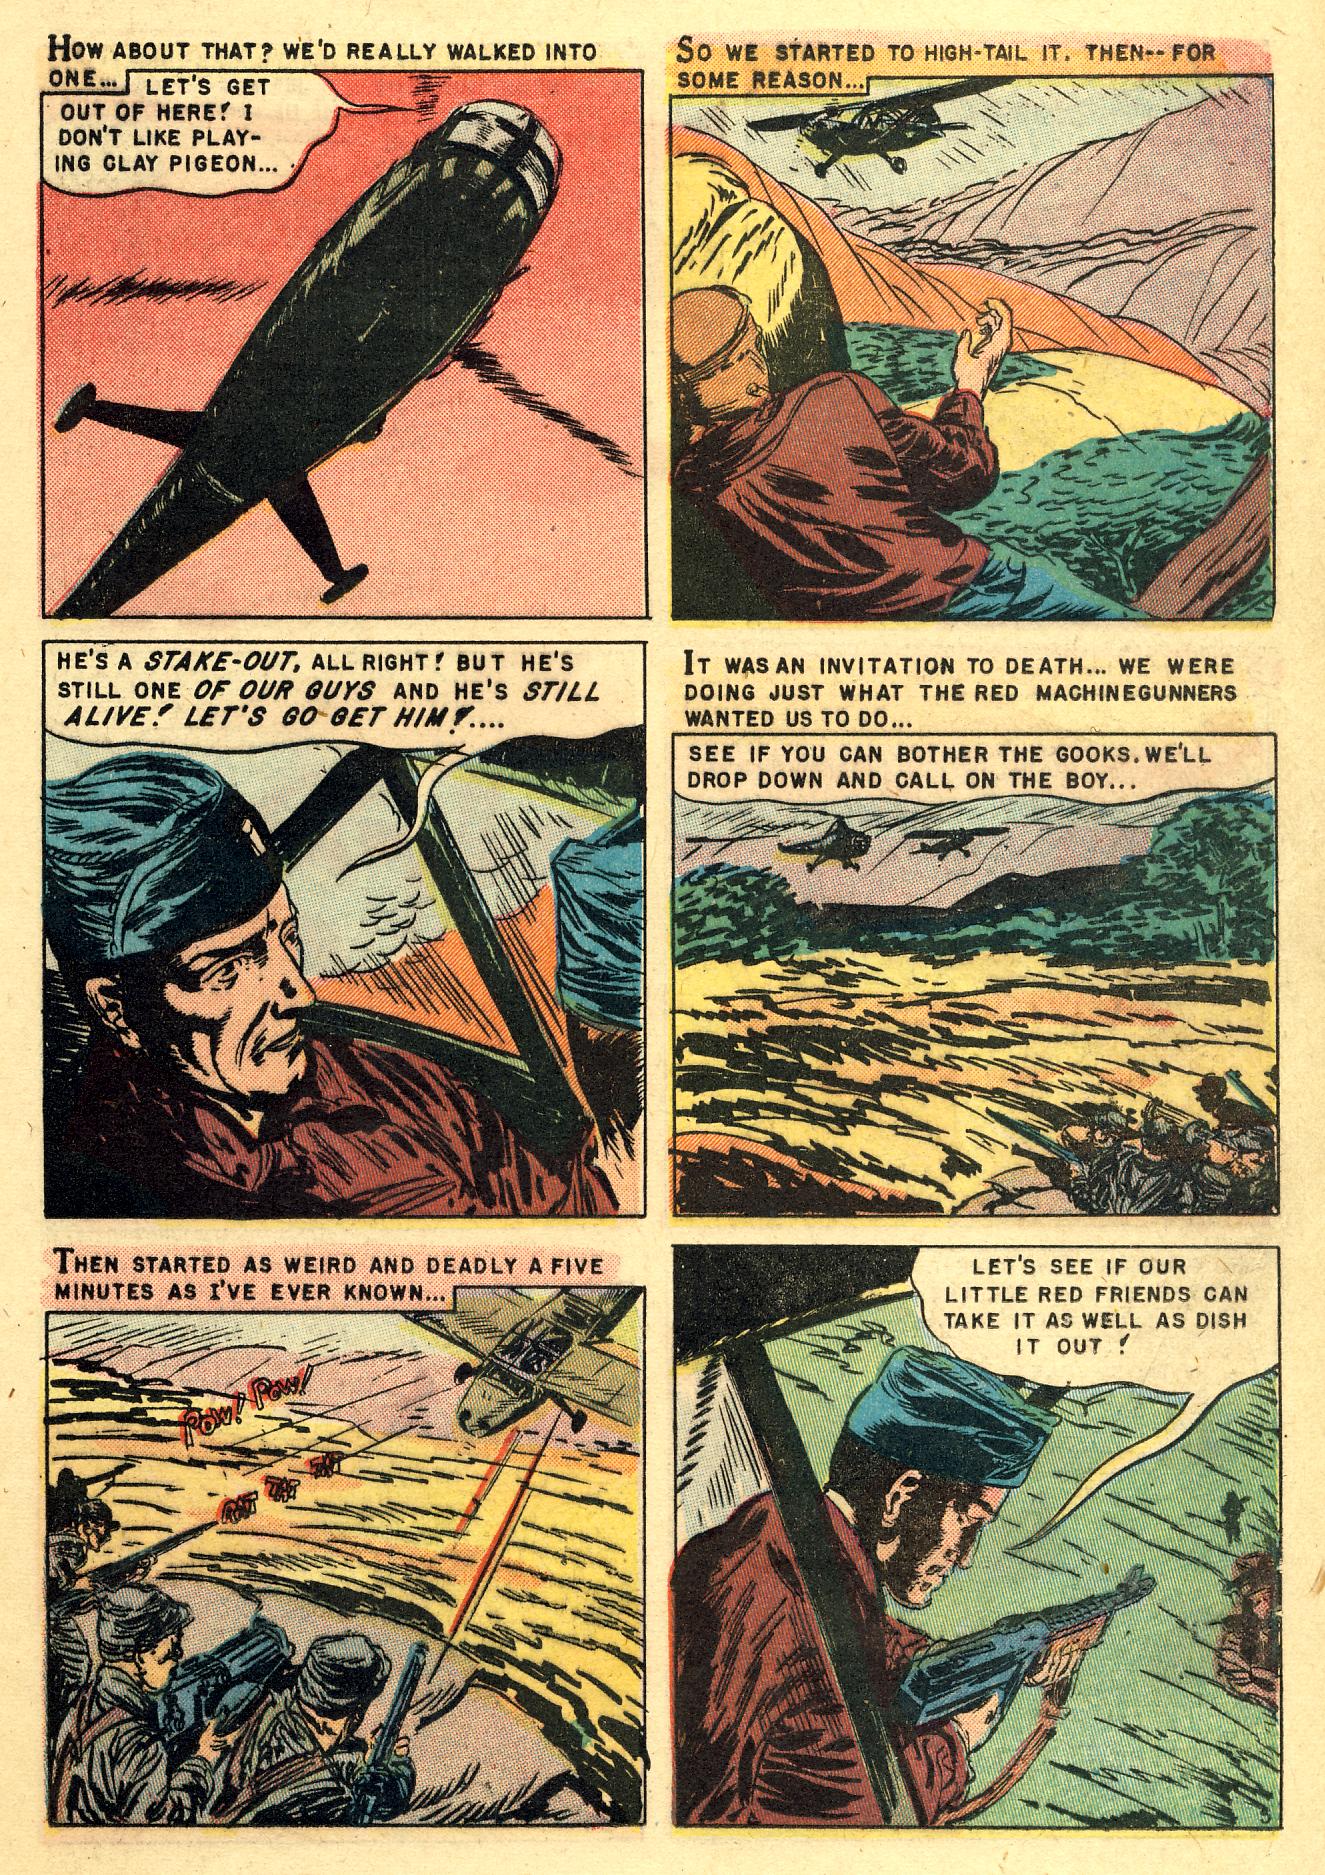 HOW ABOUT THAT? WE'D REALLY WALKED INTO
ONE...
LET'S GET
OUT OF HERE! I
DON'T LIKE PLAY-
ING CLAY PIGEON...
SO WE STARTED TO HIGH-TAIL IT. THEN-- FOR
SOME REASON...
HE'S A STAKE-OUT, ALL RIGHT! BUT HE'S
STILL ONE OF OUR GUYS AND HE'S STILL
ALIVE! LET'S GO GET HIM!....
IT WAS AN INVITATION TO DEATH... WE WERE
DOING JUST WHAT THE RED MACHINEGUNNERS
WANTED US TO DO...
SEE IF YOU CAN BOTHER THE GOOKS. WE'LL
DROP DOWN AND CALL ON THE BOY...
THEN STARTED AS WEIRD AND DEADLY A FIVE
MINUTES AS I'VE EVER KNOWN...
POW! POW!
RAT TAT TAT
LET'S SEE IF OUR
LITTLE RED FRIENDS CAN
TAKE IT AS WELL AS DISH
IT OUT!